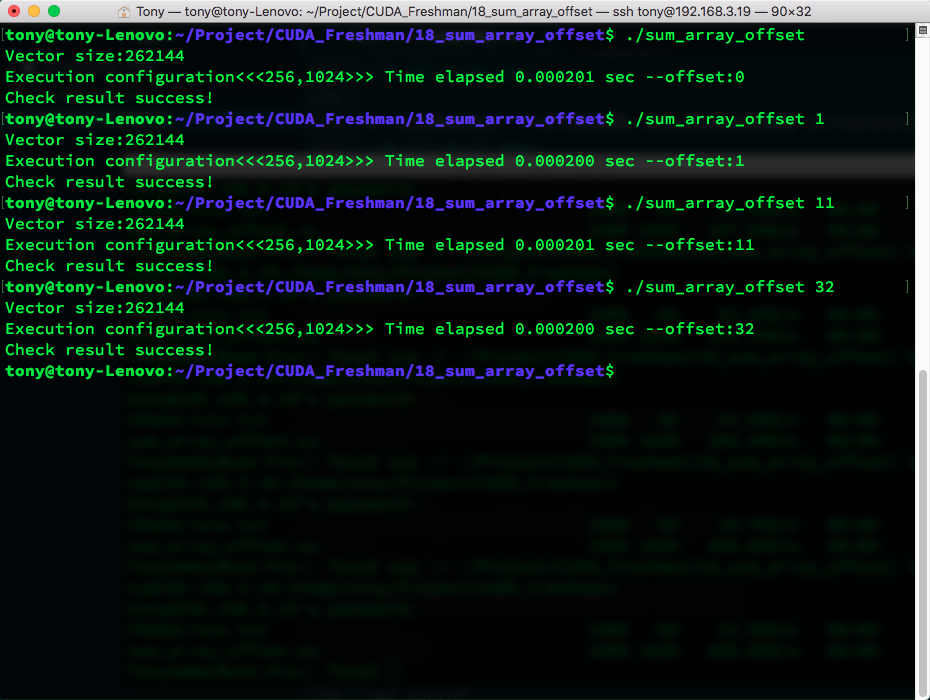 Tony — tony@tony-Lenovo: ~/Project/CUDA_Freshman/18_sum_array_offset — ssh tony@192.168.3.19 — 90×32
[tony@tony-Lenovo:~/Project/CUDA_Freshman/18_sum_array_offset$ ./sum_array_offset ]
Vector size:262144
Execution configuration<<<256,1024>>> Time elapsed 0.000201 sec --offset:0
Check result success!
[tony@tony-Lenovo:~/Project/CUDA_Freshman/18_sum_array_offset$ ./sum_array_offset 1 ]
Vector size:262144
Execution configuration<<<256,1024>>> Time elapsed 0.000200 sec --offset:1
Check result success!
[tony@tony-Lenovo:~/Project/CUDA_Freshman/18_sum_array_offset$ ./sum_array_offset 11 ]
Vector size:262144
Execution configuration<<<256,1024>>> Time elapsed 0.000201 sec --offset:11
Check result success!
[tony@tony-Lenovo:~/Project/CUDA_Freshman/18_sum_array_offset$ ./sum_array_offset 32 ]
Vector size:262144
Execution configuration<<<256,1024>>> Time elapsed 0.000200 sec --offset:32
Check result success!
tony@tony-Lenovo:~/Project/CUDA_Freshman/18_sum_array_offset$